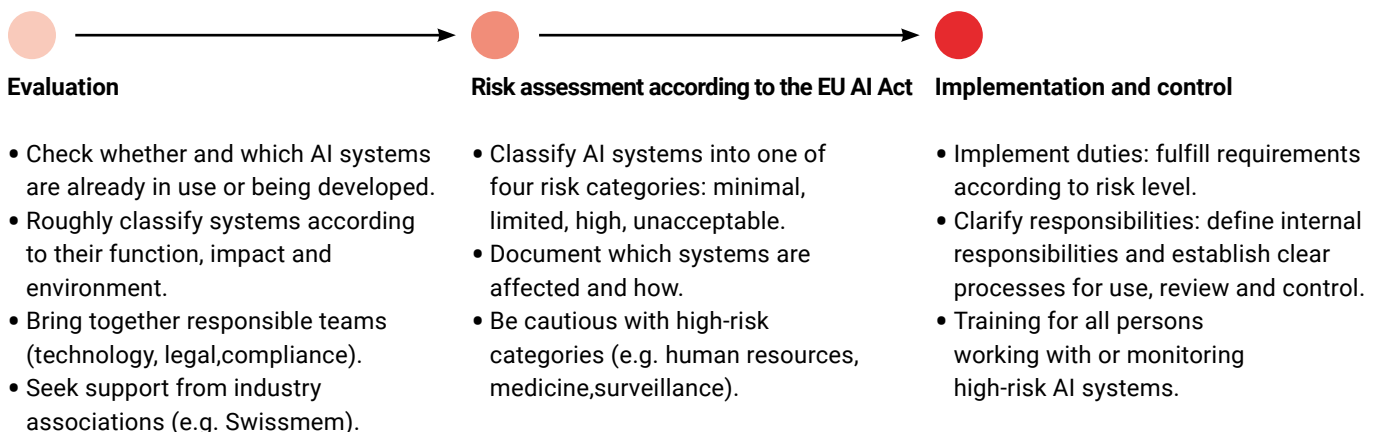 Evaluation
• Check whether and which AI systems
are already in use or being developed.
• Roughly classify systems according
to their function, impact and
environment.
• Bring together responsible teams
(technology, legal,compliance).
• Seek support from industry
associations (e.g. Swissmem).
Risk assessment according to the EU AI Act
• Classify AI systems into one of
four risk categories: minimal,
limited, high, unacceptable.
• Document which systems are
affected and how.
• Be cautious with high-risk
categories (e.g. human resources,
medicine,surveillance).
Implementation and control
• Implement duties: fulfill requirements
according to risk level.
• Clarify responsibilities: define internal
responsibilities and establish clear
processes for use, review and control.
• Training for all persons
working with or monitoring
high-risk AI systems.